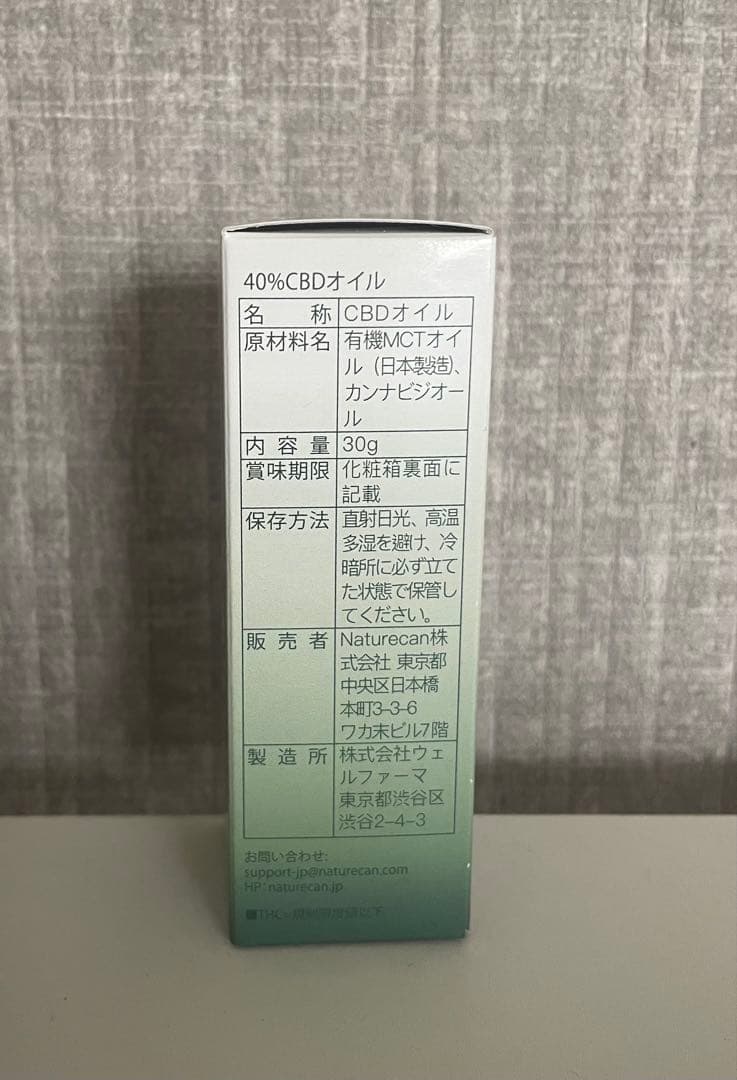 40%CBDオイル
名称 CBDオイル
原材料名 有機MCTオイ
ル（日本製造）、
カンナビジオー
ル
内容量 30g
賞味期限 化粧箱裏面に
記載
保存方法 直射日光、高温
多湿を避け、冷
暗所に必ず立て
た状態で保管し
てください。
販売者 Naturecan株
式会社 東京都
中央区日本橋
本町3-3-6
ワカ末ビル7階
製造所 株式会社ウェ
ルファーマ
東京都渋谷区
渋谷2-4-3
お問い合わせ:
support-jp@naturecan.com
HP:naturecan.jp
■THC:規制限度値以下